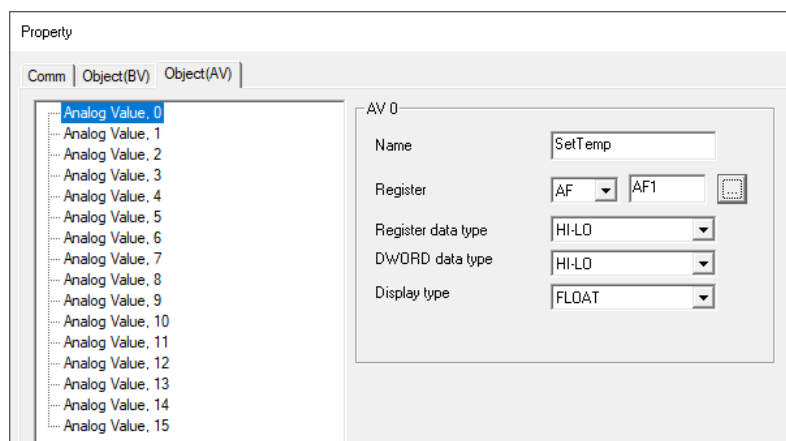 Property
Comm
Object(BV)
Object(AV)
Analog Value, 0
Analog Value, 1
Analog Value, 2
Analog Value, 3
Analog Value, 4
Analog Value, 5
Analog Value, 6
Analog Value, 7
Analog Value, 8
Analog Value, 9
Analog Value, 10
Analog Value, 11
Analog Value, 12
Analog Value, 13
Analog Value, 14
Analog Value, 15
AV 0
Name SetTemp
Register AF AF1 ...
Register data type HI-LO
DWORD data type HI-LO
Display type FLOAT